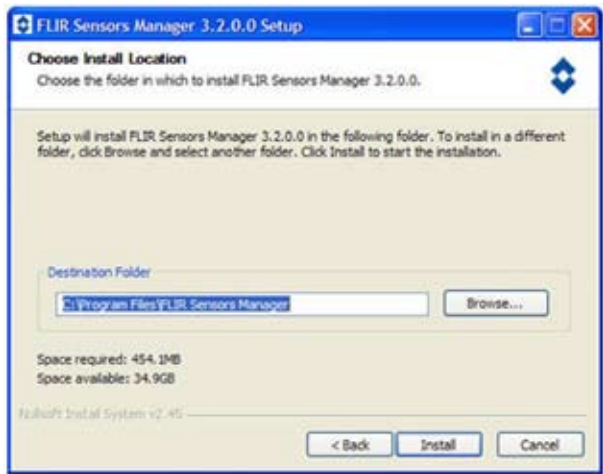 FLIR Sensors Manager 3.2.0.0 Setup
Choose Install Location
Choose the folder in which to install FLIR Sensors Manager 3.2.0.0.
Setup will install FLIR Sensors Manager 3.2.0.0 in the following folder. To install in a different
folder, click Browse and select another folder. Click Install to start the installation.
Destination Folder
C:\Program Files\FLIR Sensors Manager
Browse...
Space required: 454.1MB
Space available: 34.9GB
Nullsoft Install System v2.45
< Back
Install
Cancel